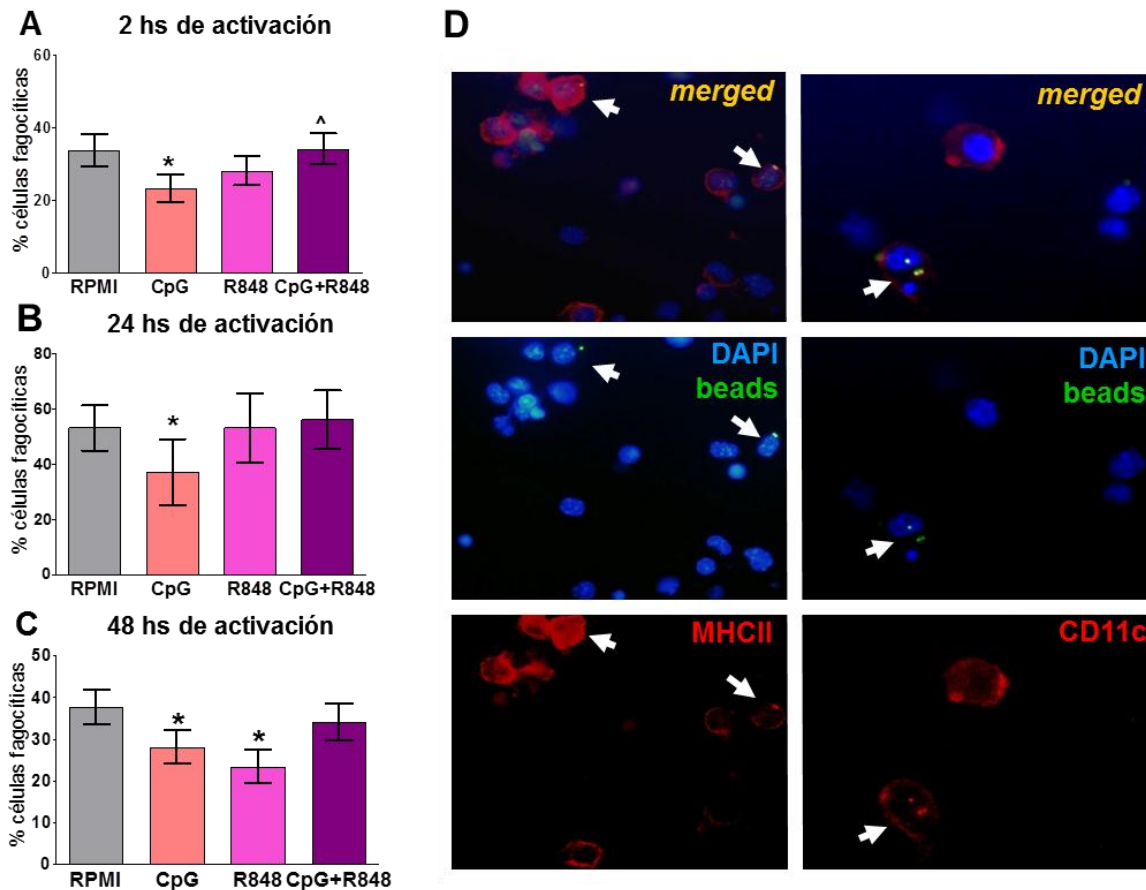 A
2 hs de activación
% células fagocíticas
60
40
20
0
*
^
RPMI CpG R848 CpG+R848
B
24 hs de activación
% células fagocíticas
80
60
40
20
0
*
RPMI CpG R848 CpG+R848
C
48 hs de activación
% células fagocíticas
50
40
30
20
10
0
*
*
RPMI CpG R848 CpG+R848
D
merged
merged
DAPI
beads
DAPI
beads
MHCII
CD11c